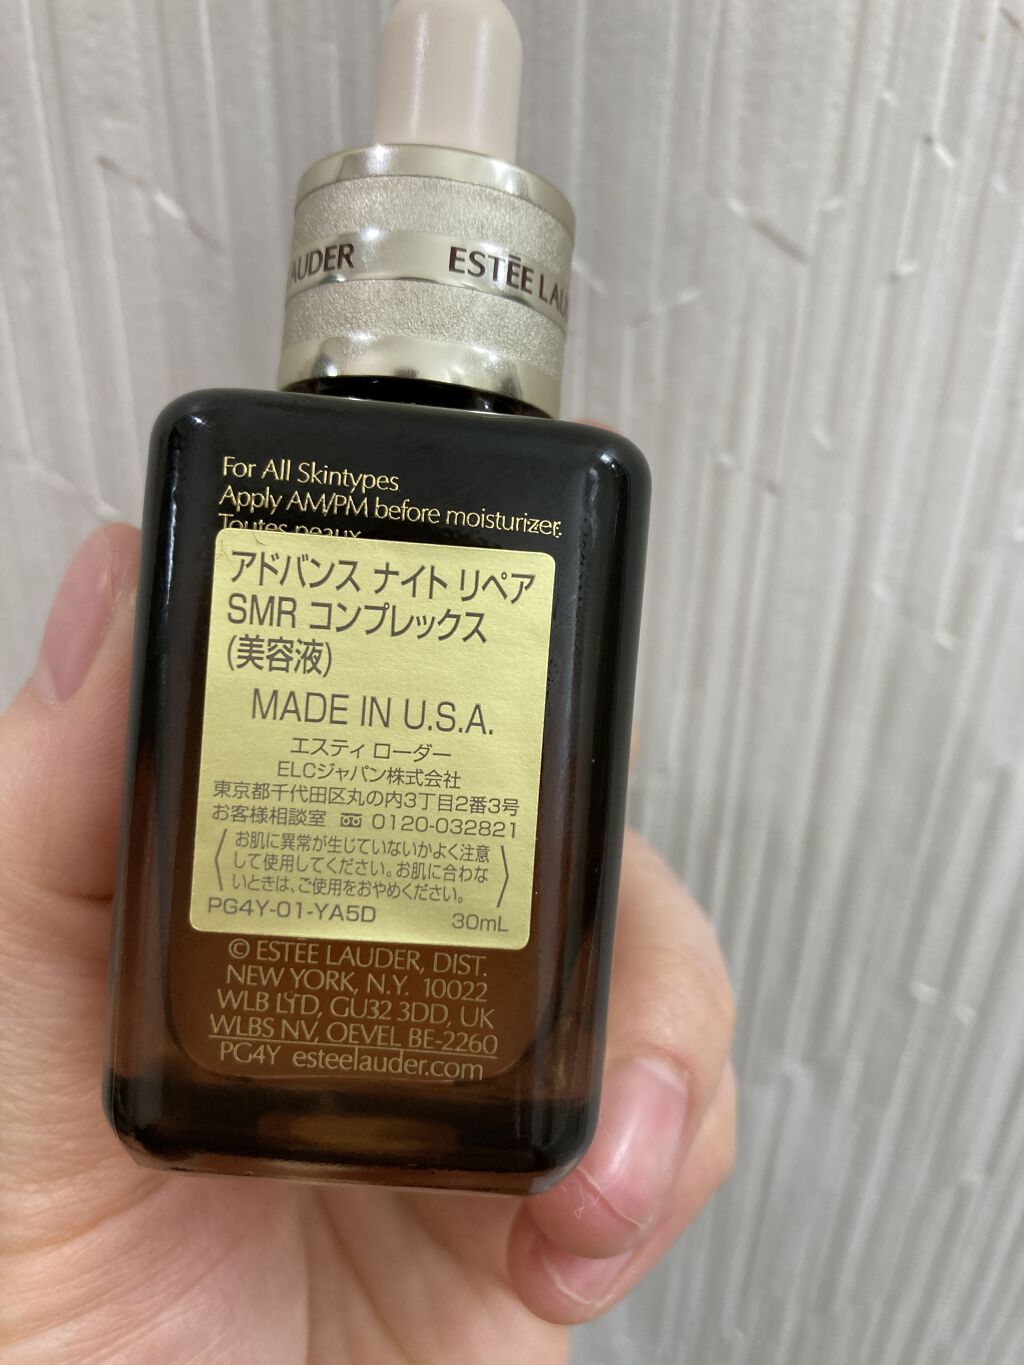 AUDER ESTĒE LAU
For All Skintypes
Apply AM/PM before moisturizer.
Toutes peaux
アドバンス ナイト リペア
SMR コンプレックス
(美容液)
MADE IN U.S.A.
エスティ ローダー
ELCジャパン株式会社
東京都千代田区丸の内3丁目2番3号
お客様相談室 0120-032821
お肌に異常が生じていないかよく注意
して使用してください。お肌に合わな
いときは、ご使用をおやめください。
PG4Y-01-YA5D 30mL
© ESTĒE LAUDER, DIST.
NEW YORK, N.Y. 10022
WLB LTD, GU32 3DD, UK
WLBS NV, OEVEL BE-2260
PG4Y esteelauder.com